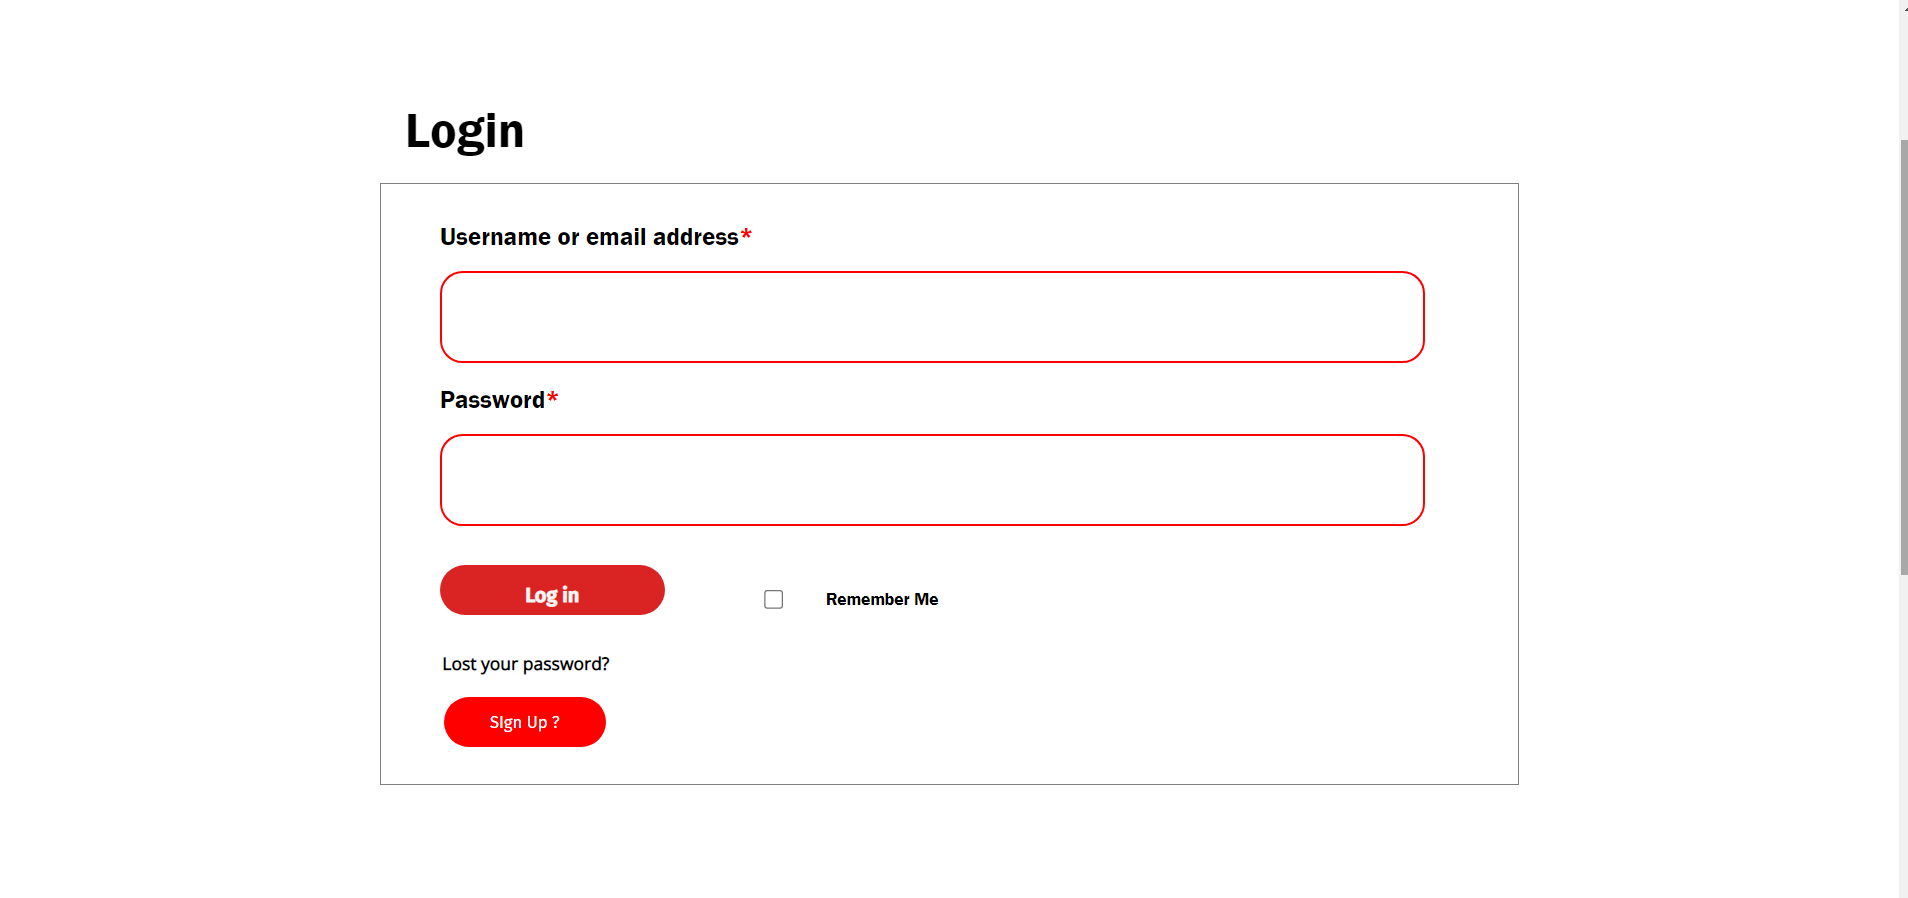 Login
Username or email address*
Password*
Log in
Remember Me
Lost your password?
SIgn Up ?